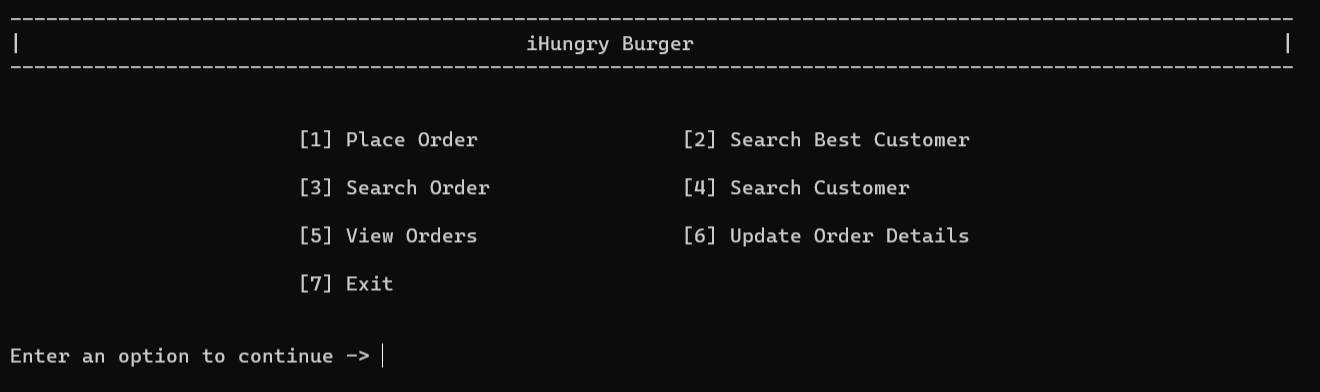 -----------------------------------------------------------------------------------------------------------
|                                          iHungry Burger                                                 |
-----------------------------------------------------------------------------------------------------------
[1] Place Order                 [2] Search Best Customer
[3] Search Order                [4] Search Customer
[5] View Orders                 [6] Update Order Details
[7] Exit
Enter an option to continue ->